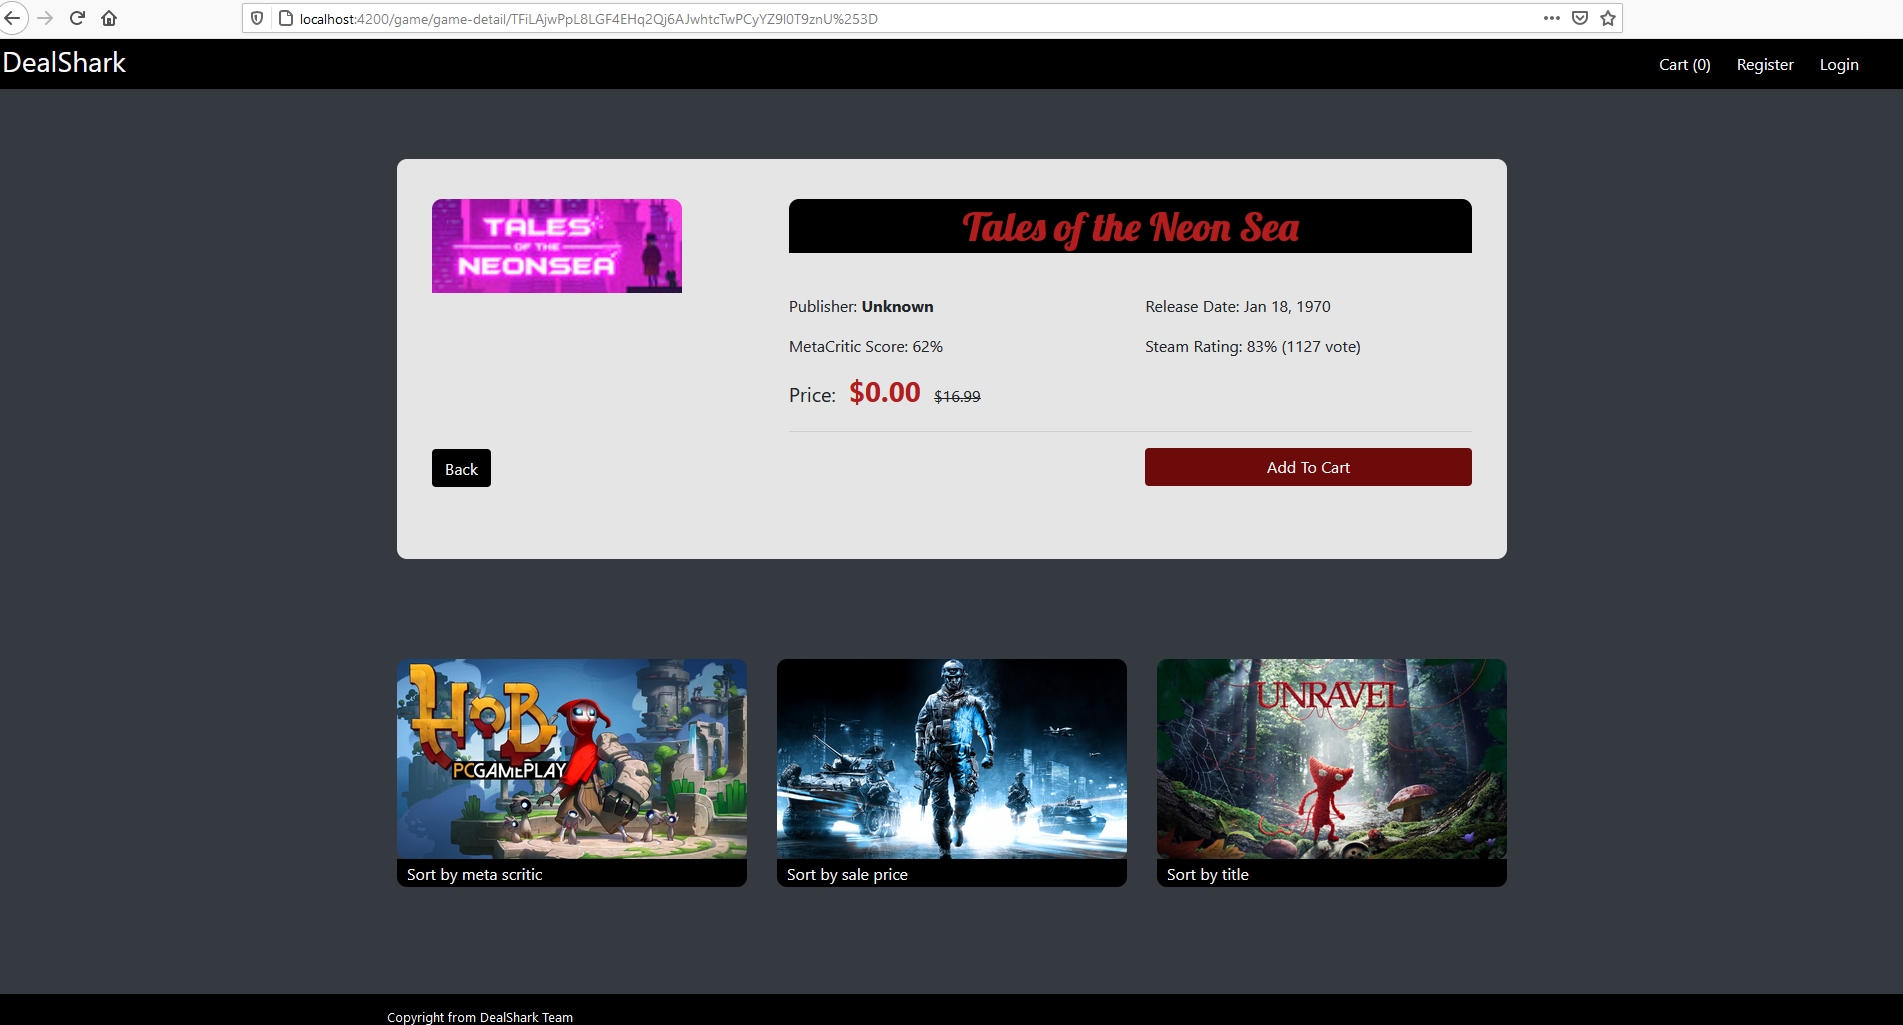 localhost:4200/game/game-detail/TFiLAjwPpL8LGF4EHq2Qj6AJwhtcTwPCyYZ9l0T9znU%253D
DealShark
Cart (0) Register Login
TALES
OF THE
NEONSEA
Tales of the Neon Sea
Publisher: Unknown
Release Date: Jan 18, 1970
MetaCritic Score: 62%
Steam Rating: 83% (1127 vote)
Price: $0.00 $16.99
Back
Add To Cart
HOB
PCGAMEPLAY
Sort by meta scritic
Sort by sale price
UNRAVEL
Sort by title
Copyright from DealShark Team